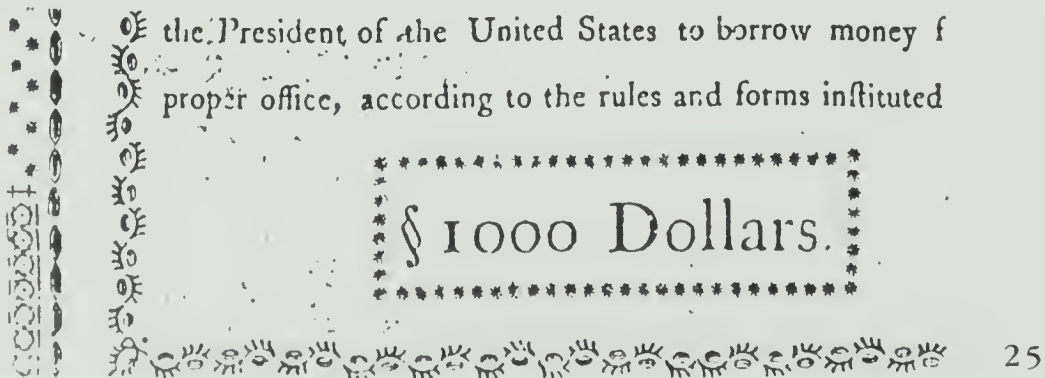 the President of the United States to borrow money f
proper office, according to the rules and forms inſtituted
§ 1000 Dollars.
25